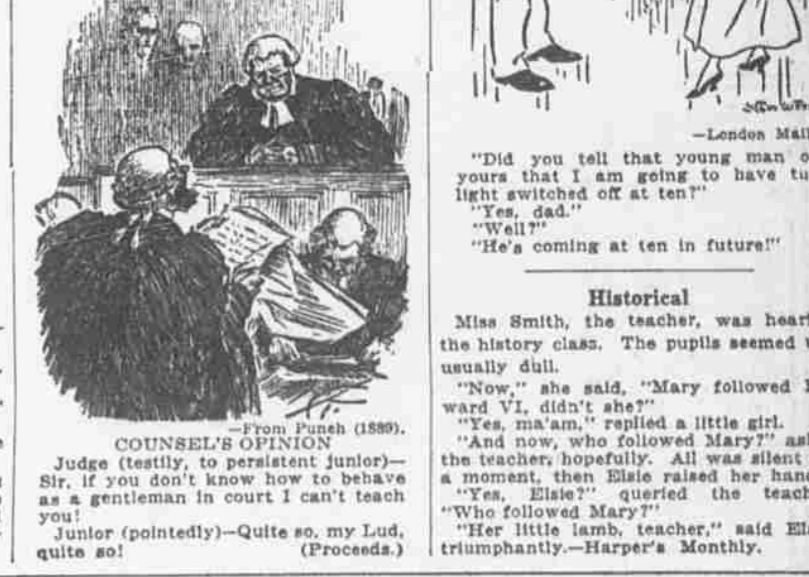 —From Punch (1889).
COUNSEL'S OPINION
Judge (testily, to persistent junior)—
Sir, if you don't know how to behave
as a gentleman in court I can't teach
you!
Junior (pointedly)—Quite so, my Lud,
quite so! (Proceeds.)
—London Mail
"Did you tell that young man o
yours that I am going to have tu
light switched off at ten?"
"Yes, dad."
"Well?"
"He's coming at ten in future!"
Historical
Miss Smith, the teacher, was heari
the history class. The pupils seemed
usually dull.
"Now," she said, "Mary followed
ward VI, didn't she?"
"Yes, ma'am," replied a little girl.
"And now, who followed Mary?" as
the teacher, hopefully. All was silent
a moment, then Elsie raised her hand
"Yes, Elsie?" queried the teach
"Who followed Mary?"
"Her little lamb, teacher," said El
triumphantly.—Harper's Monthly.